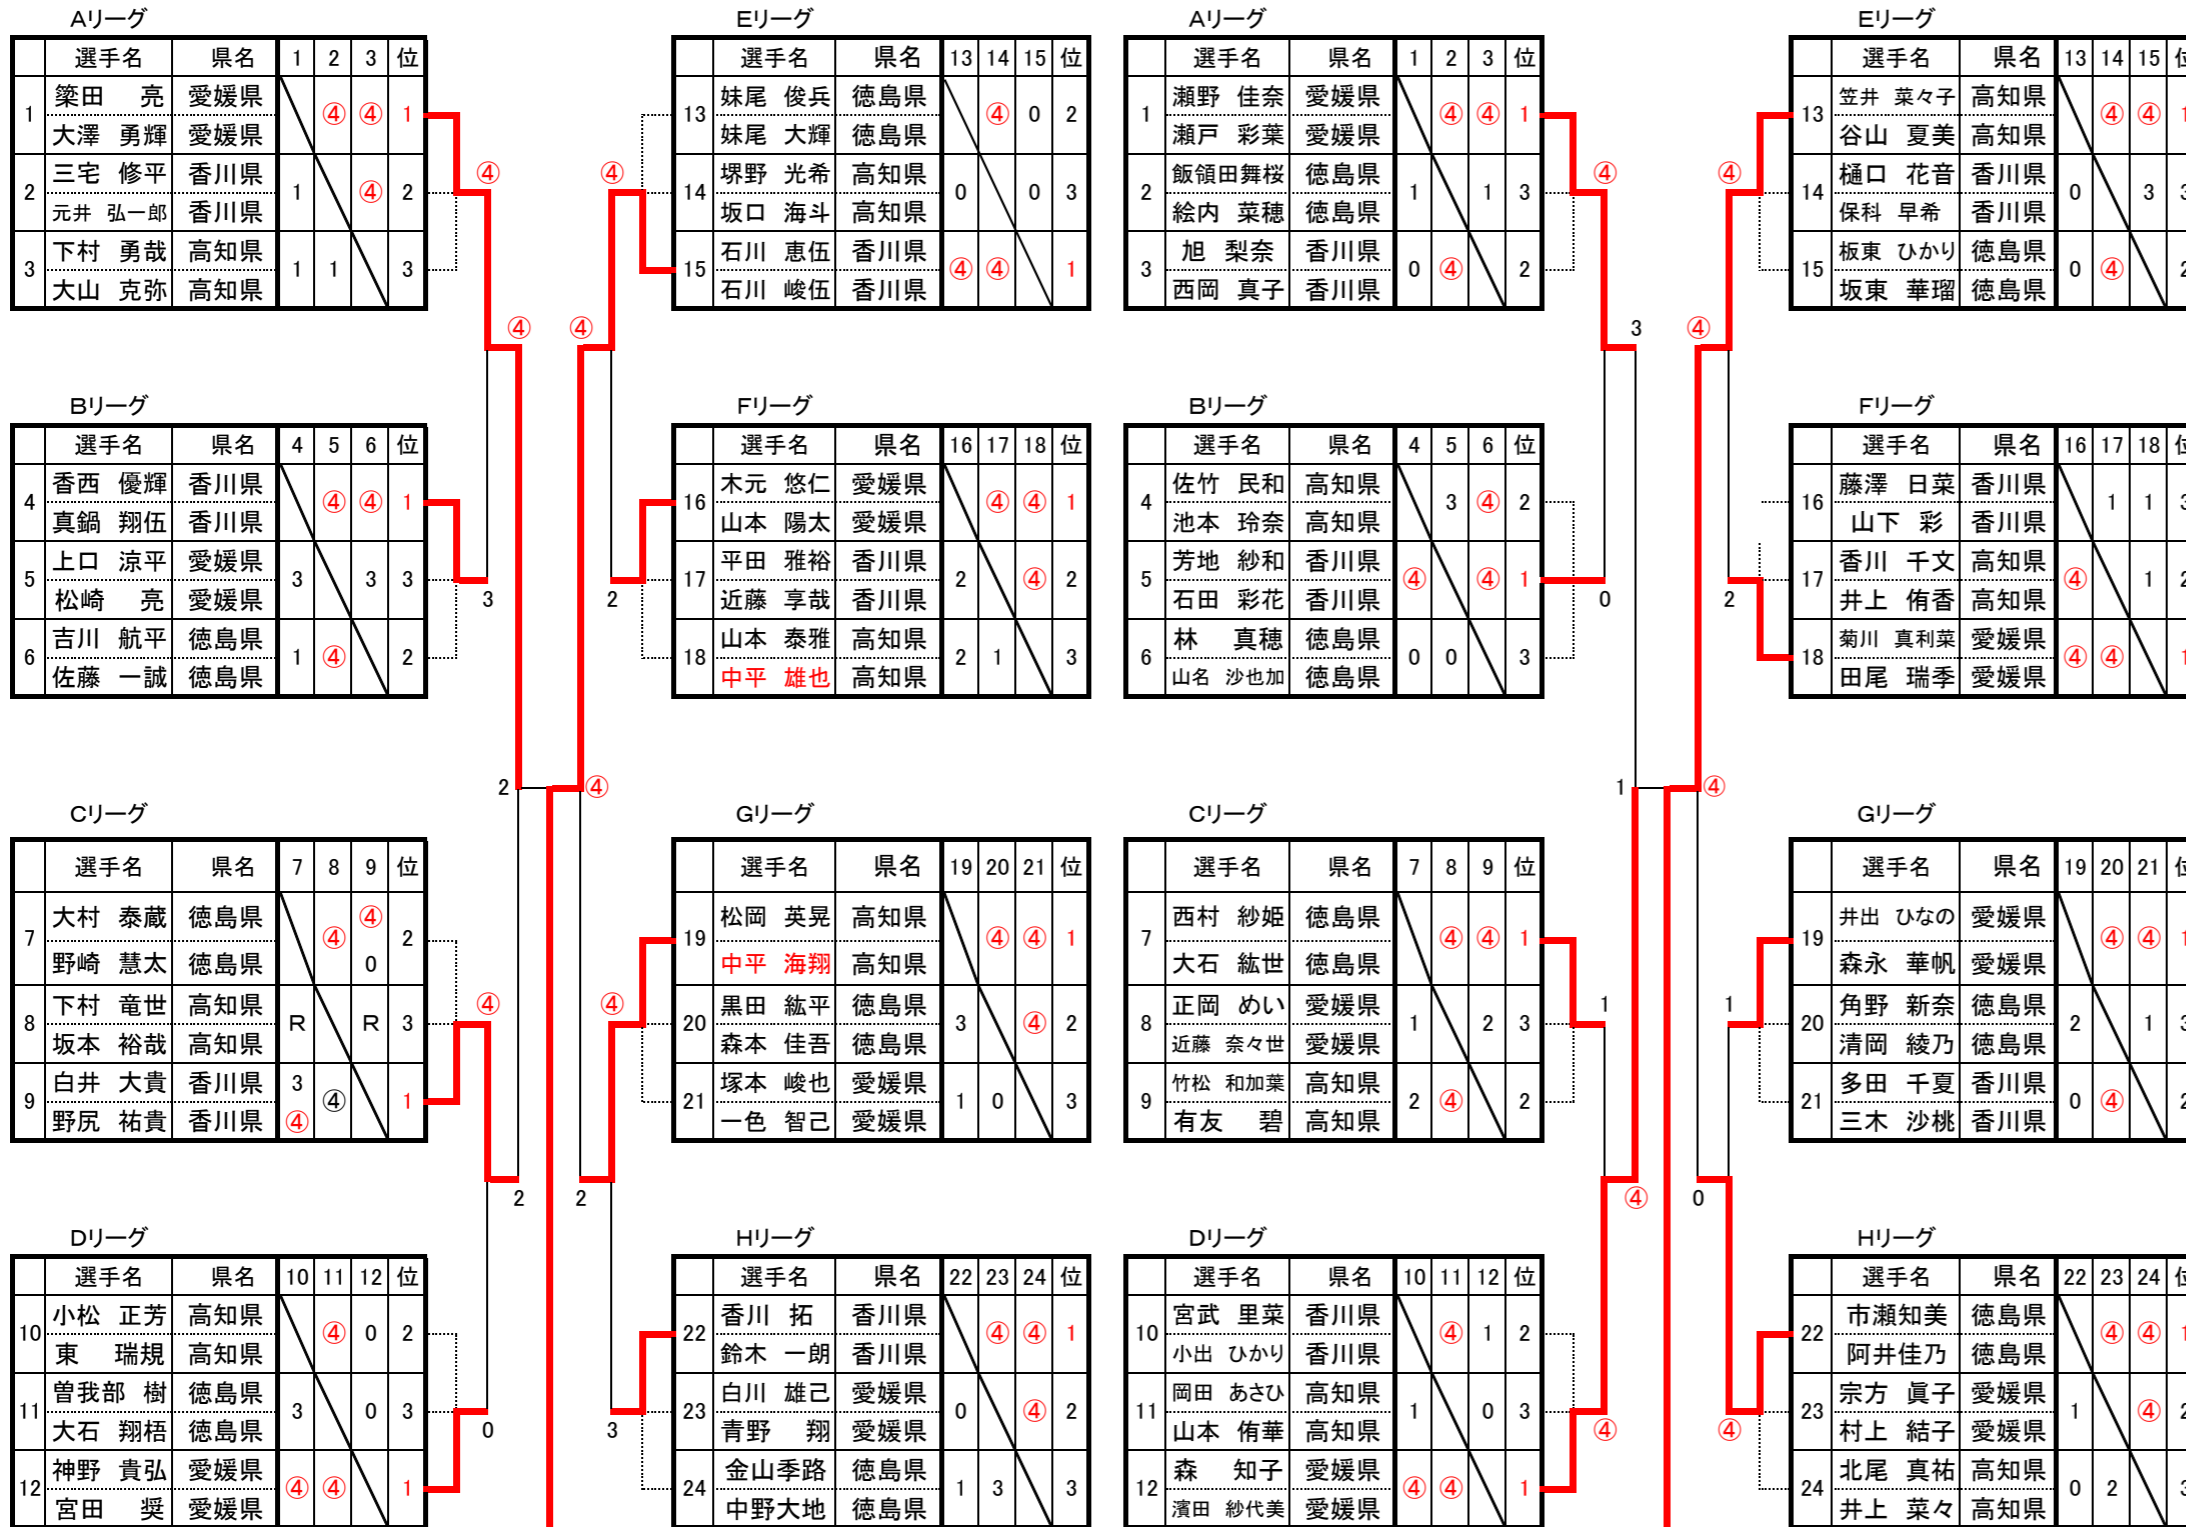 Aリーグ
選手名 県名 1 2 3 位
1 簗田 亮 愛媛県 ④ ④ 1
大澤 勇輝 愛媛県
2 三宅 修平 香川県 1 ④ 2
元井 弘一郎 香川県
3 下村 勇哉 高知県 1 1 3
大山 克弥 高知県
④
④
Bリーグ
選手名 県名 4 5 6 位
4 香西 優輝 香川県 ④ ④ 1
真鍋 翔伍 香川県
5 上口 涼平 愛媛県 3 3 3
松崎 亮 愛媛県
6 吉川 航平 徳島県 1 ④ 2
佐藤 一誠 徳島県
3
2
Cリーグ
選手名 県名 7 8 9 位
7 大村 泰蔵 徳島県 ④ ④ 2
野崎 慧太 徳島県 0
8 下村 竜世 高知県 R R 3
坂本 裕哉 高知県
9 白井 大貴 香川県 3 ④ 1
野尻 祐貴 香川県 ④
④
2
Dリーグ
選手名 県名 10 11 12 位
10 小松 正芳 高知県 ④ 0 2
東 瑞規 高知県
11 曽我部 樹 徳島県 3 0 3
大石 翔梧 徳島県
12 神野 貴弘 愛媛県 ④ ④ 1
宮田 奨 愛媛県
0
Eリーグ
選手名 県名 13 14 15 位
13 妹尾 俊兵 徳島県 ④ 0 2
妹尾 大輝 徳島県
14 堺野 光希 高知県 0 0 3
坂口 海斗 高知県
15 石川 恵伍 香川県 ④ ④ 1
石川 峻伍 香川県
④
④
Fリーグ
選手名 県名 16 17 18 位
16 木元 悠仁 愛媛県 ④ ④ 1
山本 陽太 愛媛県
17 平田 雅裕 香川県 2 ④ 2
近藤 享哉 香川県
18 山本 泰雅 高知県 2 1 3
中平 雄也 高知県
2
④
Gリーグ
選手名 県名 19 20 21 位
19 松岡 英晃 高知県 ④ ④ 1
中平 海翔 高知県
20 黒田 紘平 徳島県 3 ④ 2
森本 佳吾 徳島県
21 塚本 峻也 愛媛県 1 0 3
一色 智己 愛媛県
④
2
Hリーグ
選手名 県名 22 23 24 位
22 香川 拓 香川県 ④ ④ 1
鈴木 一朗 香川県
23 白川 雄己 愛媛県 0 ④ 2
青野 翔 愛媛県
24 金山季路 徳島県 1 3 3
中野大地 徳島県
3
Aリーグ
選手名 県名 1 2 3 位
1 瀬野 佳奈 愛媛県 ④ ④ 1
瀬戸 彩葉 愛媛県
2 飯領田舞桜 徳島県 1 1 3
絵内 菜穂 徳島県
3 旭 梨奈 香川県 0 ④ 2
西岡 真子 香川県
④
3
Bリーグ
選手名 県名 4 5 6 位
4 佐竹 民和 高知県 3 ④ 2
池本 玲奈 高知県
5 芳地 紗和 香川県 ④ ④ 1
石田 彩花 香川県
6 林 真穂 徳島県 0 0 3
山名 沙也加 徳島県
0
1
Cリーグ
選手名 県名 7 8 9 位
7 西村 紗姫 徳島県 ④ ④ 1
大石 紘世 徳島県
8 正岡 めい 愛媛県 1 2 3
近藤 奈々世 愛媛県
9 竹松 和加葉 高知県 2 ④ 2
有友 碧 高知県
1
④
Dリーグ
選手名 県名 10 11 12 位
10 宮武 里菜 香川県 ④ 1 2
小出 ひかり 香川県
11 岡田 あさひ 高知県 1 0 3
山本 侑華 高知県
12 森 知子 愛媛県 ④ ④ 1
濱田 紗代美 愛媛県
④
Eリーグ
選手名 県名 13 14 15 位
13 笠井 菜々子 高知県 ④ ④ 1
谷山 夏美 高知県
14 樋口 花音 香川県 0 3 3
保科 早希 香川県
15 板東 ひかり 徳島県 0 ④ 2
坂東 華瑠 徳島県
④
④
Fリーグ
選手名 県名 16 17 18 位
16 藤澤 日菜 香川県 1 1 3
山下 彩 香川県
17 香川 千文 高知県 ④ 1 2
井上 侑香 高知県
18 菊川 真利菜 愛媛県 ④ ④ 1
田尾 瑞季 愛媛県
2
④
Gリーグ
選手名 県名 19 20 21 位
19 井出 ひなの 愛媛県 ④ ④ 1
森永 華帆 愛媛県
20 角野 新奈 徳島県 2 1 3
清岡 綾乃 徳島県
21 多田 千夏 香川県 0 ④ 2
三木 沙桃 香川県
1
0
Hリーグ
選手名 県名 22 23 24 位
22 市瀬知美 徳島県 ④ ④ 1
阿井佳乃 徳島県
23 宗方 眞子 愛媛県 1 ④ 2
村上 結子 愛媛県
24 北尾 真祐 高知県 0 2 3
井上 菜々 高知県
④